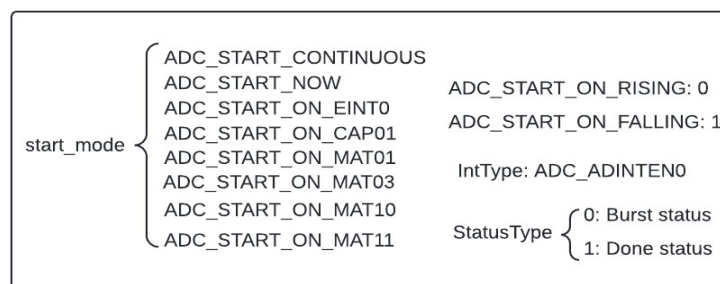 start_mode
ADC_START_CONTINUOUS
ADC_START_NOW
ADC_START_ON_EINT0
ADC_START_ON_CAP01
ADC_START_ON_MAT01
ADC_START_ON_MAT03
ADC_START_ON_MAT10
ADC_START_ON_MAT11
ADC_START_ON_RISING: 0
ADC_START_ON_FALLING: 1
IntType: ADC_ADINTEN0
StatusType
0: Burst status
1: Done status